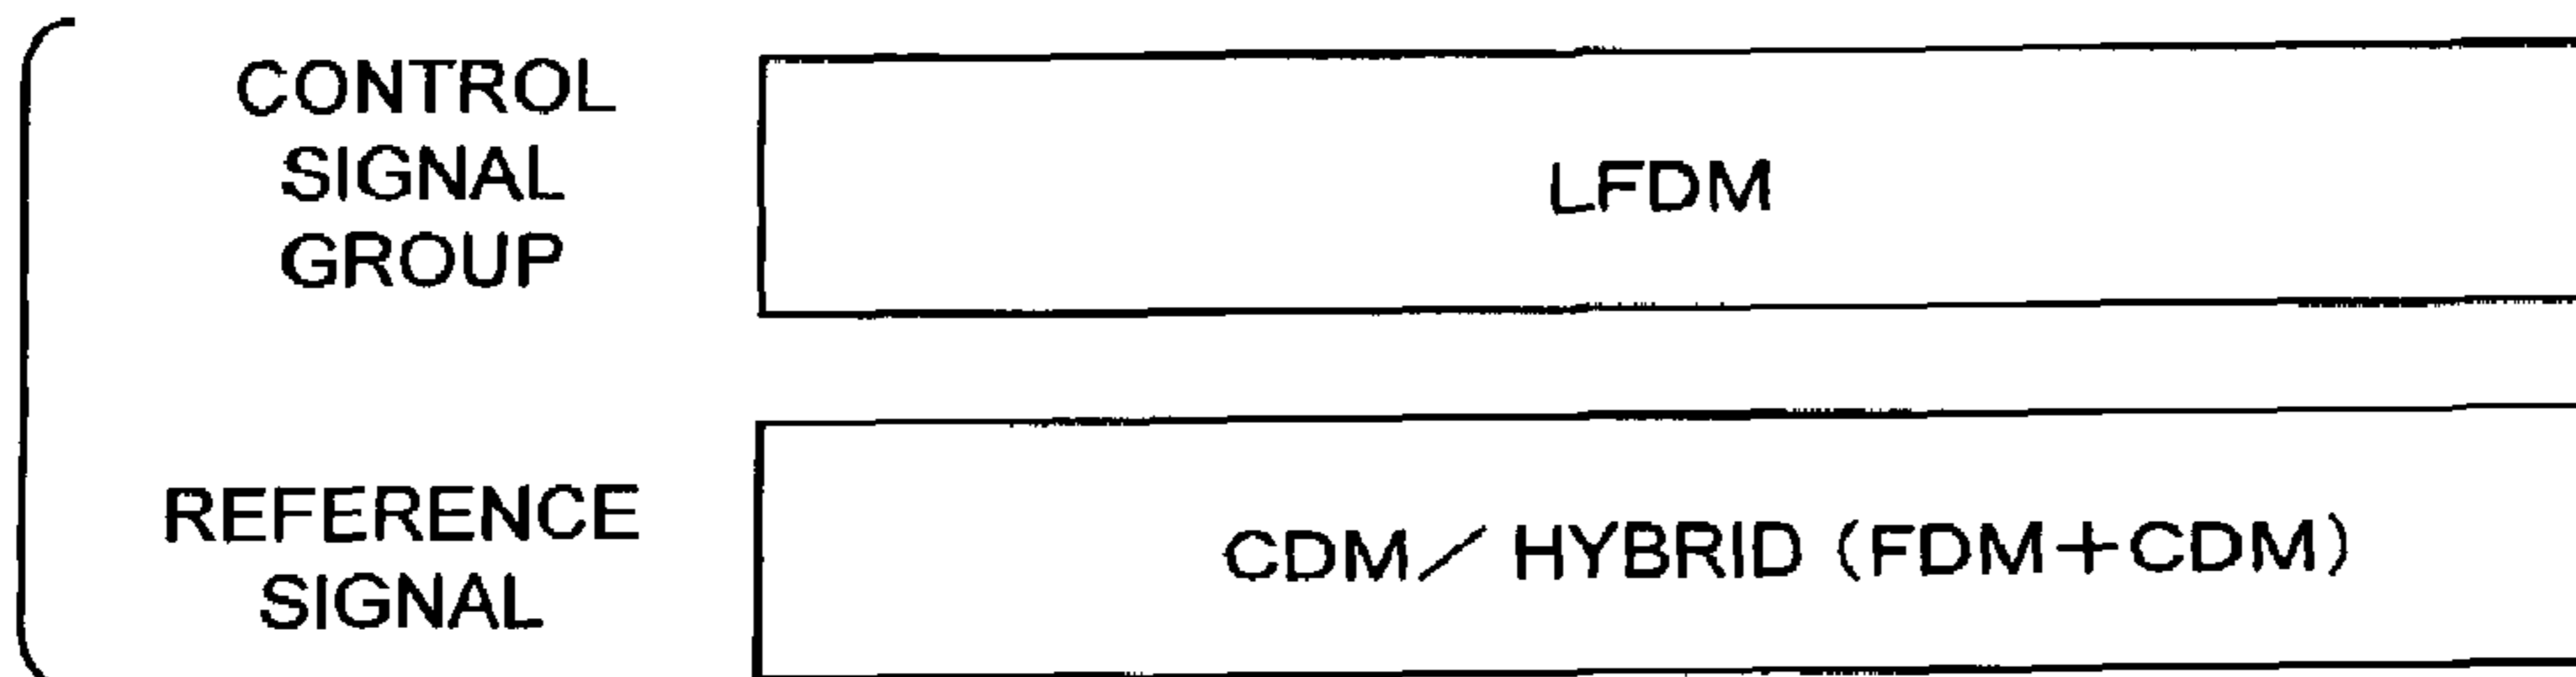 CONTROL
SIGNAL
GROUP
LFDM
REFERENCE
SIGNAL
CDM／HYBRID (FDM+CDM)